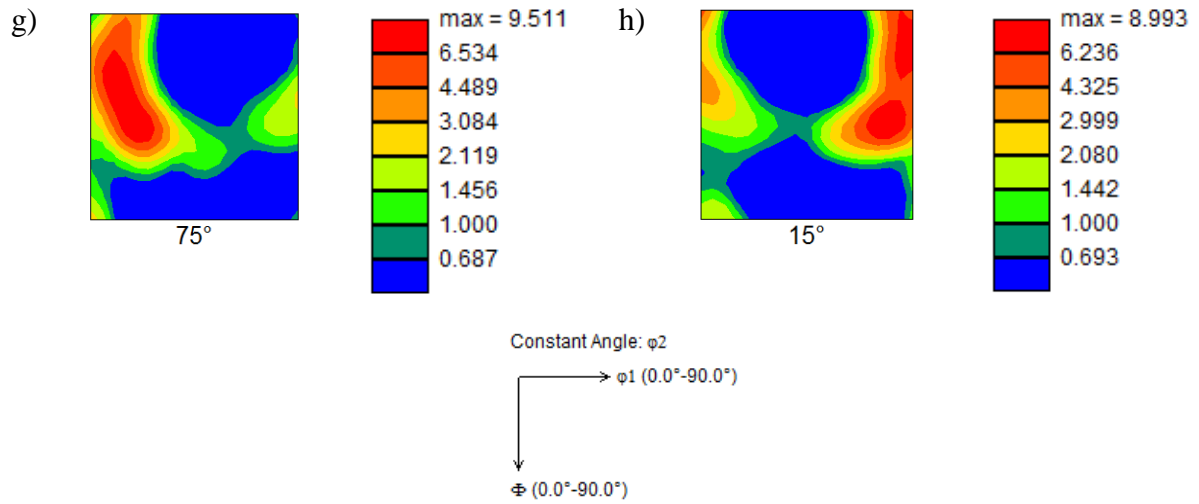 g)
max = 9.511
6.534
4.489
3.084
2.119
1.456
1.000
0.687
75°
h)
max = 8.993
6.236
4.325
2.999
2.080
1.442
1.000
0.693
15°
Constant Angle: φ2
φ1 (0.0°-90.0°)
Φ (0.0°-90.0°)